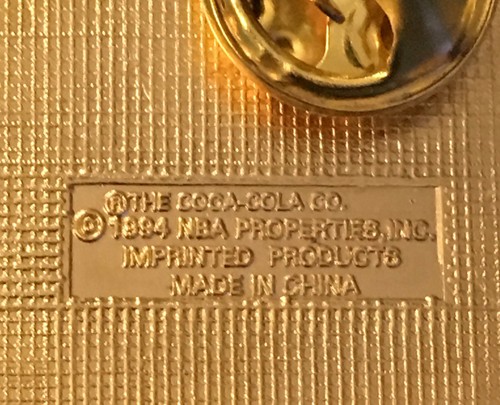 ®THE COCA-COLA CO.
© 1994 NBA PROPERTIES, INC.
IMPRINTED PRODUCTS
MADE IN CHINA